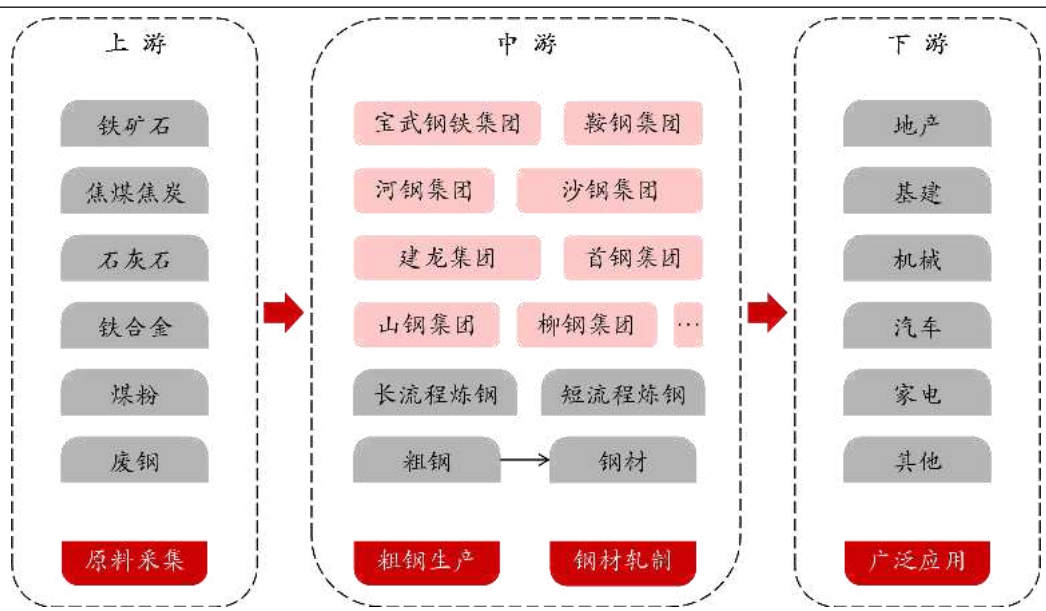 上游
铁矿石
焦煤焦炭
石灰石
铁合金
煤粉
废钢
原料采集
中游
宝武钢铁集团
鞍钢集团
河钢集团
沙钢集团
建龙集团
首钢集团
山钢集团
柳钢集团
…
长流程炼钢
短流程炼钢
粗钢
钢材
粗钢生产
钢材轧制
下游
地产
基建
机械
汽车
家电
其他
广泛应用